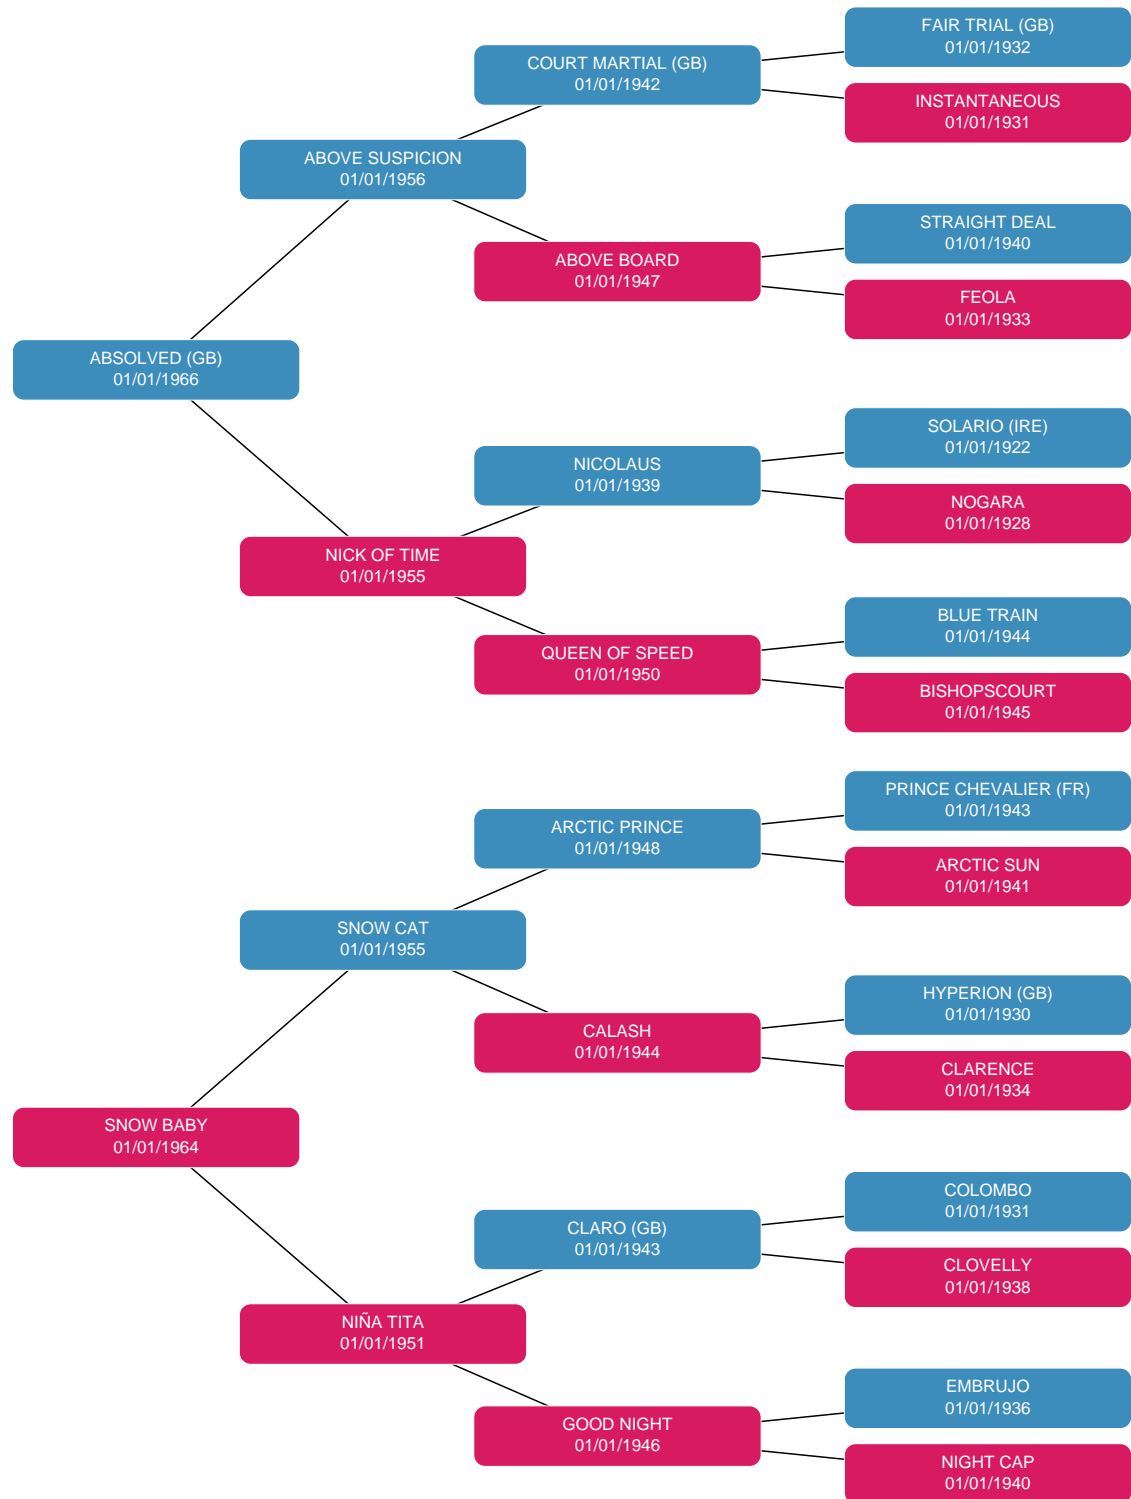 FAIR TRIAL (GB)
01/01/1932
COURT MARTIAL (GB)
01/01/1942
INSTANTANEOUS
01/01/1931
ABOVE SUSPICION
01/01/1956
STRAIGHT DEAL
01/01/1940
ABOVE BOARD
01/01/1947
FEOLA
01/01/1933
ABSOLVED (GB)
01/01/1966
SOLARIO (IRE)
01/01/1922
NICOLAUS
01/01/1939
NOGARA
01/01/1928
NICK OF TIME
01/01/1955
BLUE TRAIN
01/01/1944
QUEEN OF SPEED
01/01/1950
BISHOPSCOURT
01/01/1945
PRINCE CHEVALIER (FR)
01/01/1943
ARCTIC PRINCE
01/01/1948
ARCTIC SUN
01/01/1941
SNOW CAT
01/01/1955
HYPERION (GB)
01/01/1930
CALASH
01/01/1944
CLARENCE
01/01/1934
SNOW BABY
01/01/1964
COLOMBO
01/01/1931
CLARO (GB)
01/01/1943
CLOVELLY
01/01/1938
NIÑA TITA
01/01/1951
EMBRUJO
01/01/1936
GOOD NIGHT
01/01/1946
NIGHT CAP
01/01/1940